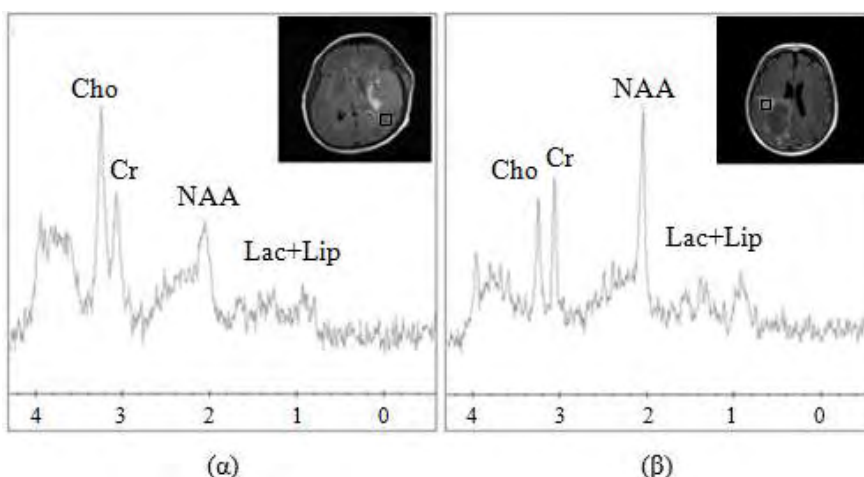 Cho
Cr
NAA
Lac+Lip
4 3 2 1 0
(α)
NAA
Cho Cr
Lac+Lip
4 3 2 1 0
(β)